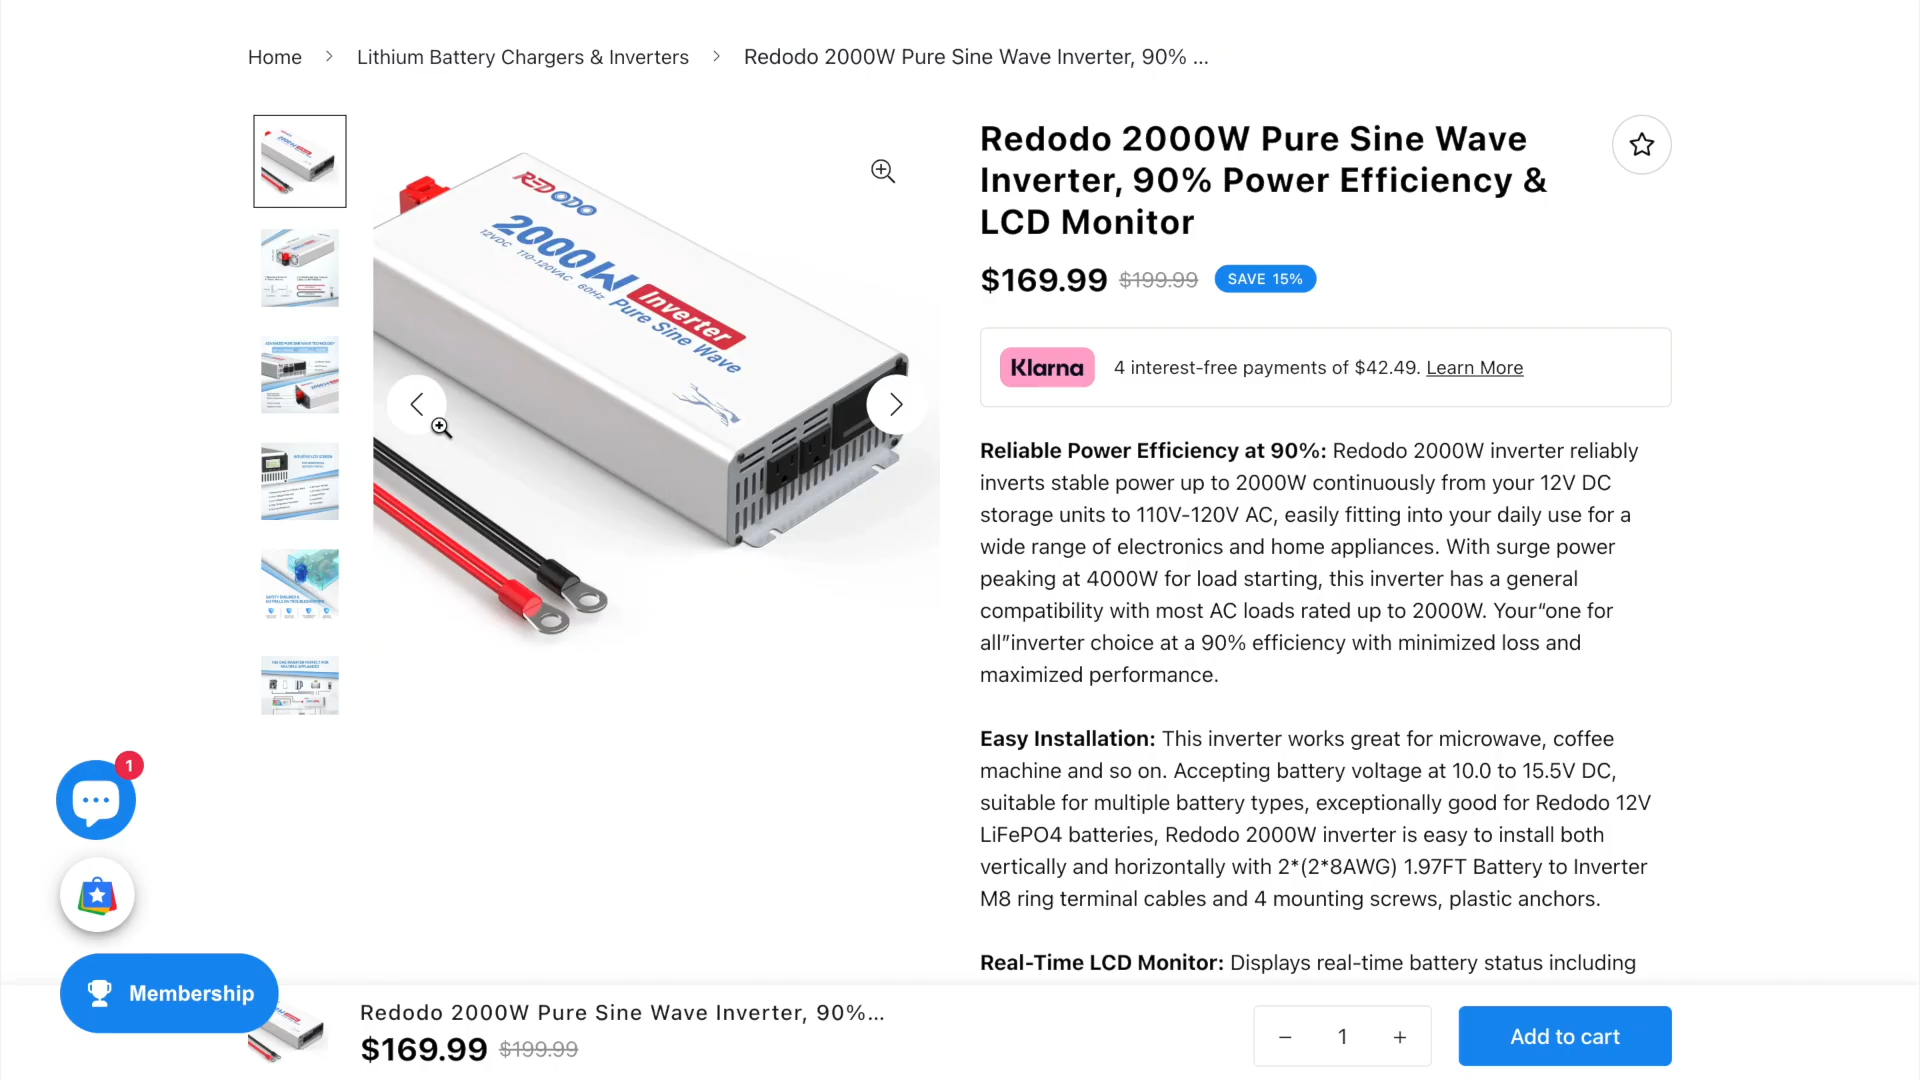 Home > Lithium Battery Chargers & Inverters > Redodo 2000W Pure Sine Wave Inverter, 90% ...
REDODO
2000W
12VDC 110-120VAC 60Hz
Inverter
Pure Sine Wave
Redodo 2000W Pure Sine Wave
Inverter, 90% Power Efficiency &
LCD Monitor
$169.99 $199.99 SAVE 15%
Klarna 4 interest-free payments of $42.49. Learn More
Reliable Power Efficiency at 90%: Redodo 2000W inverter reliably
inverts stable power up to 2000W continuously from your 12V DC
storage units to 110V-120V AC, easily fitting into your daily use for a
wide range of electronics and home appliances. With surge power
peaking at 4000W for load starting, this inverter has a general
compatibility with most AC loads rated up to 2000W. Your“one for
all”inverter choice at a 90% efficiency with minimized loss and
maximized performance.
Easy Installation: This inverter works great for microwave, coffee
machine and so on. Accepting battery voltage at 10.0 to 15.5V DC,
suitable for multiple battery types, exceptionally good for Redodo 12V
LiFePO4 batteries, Redodo 2000W inverter is easy to install both
vertically and horizontally with 2*(2*8AWG) 1.97FT Battery to Inverter
M8 ring terminal cables and 4 mounting screws, plastic anchors.
Real-Time LCD Monitor: Displays real-time battery status including
1
Membership
Redodo 2000W Pure Sine Wave Inverter, 90%...
$169.99 $199.99
− 1 +
Add to cart